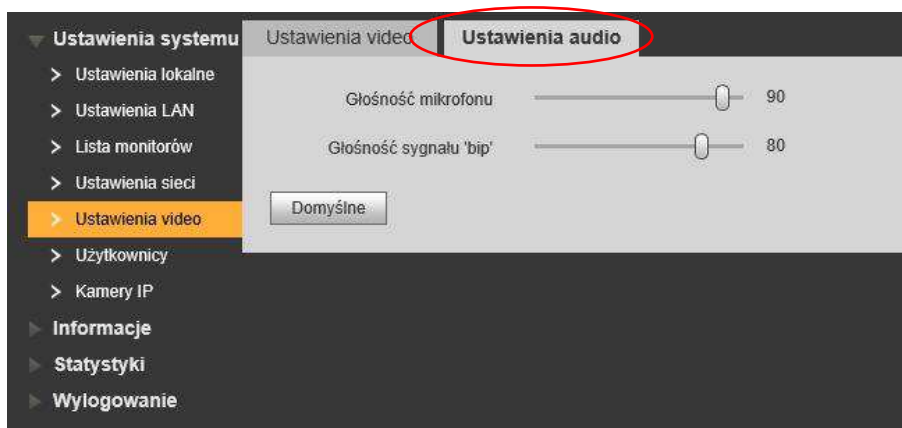 Ustawienia systemu
Ustawienia lokalne
Ustawienia LAN
Lista monitorów
Ustawienia sieci
Ustawienia video
Użytkownicy
Kamery IP
Informacje
Statystyki
Wylogowanie
Ustawienia video
Ustawienia audio
Głośność mikrofonu 90
Głośność sygnału 'bip' 80
Domyślne